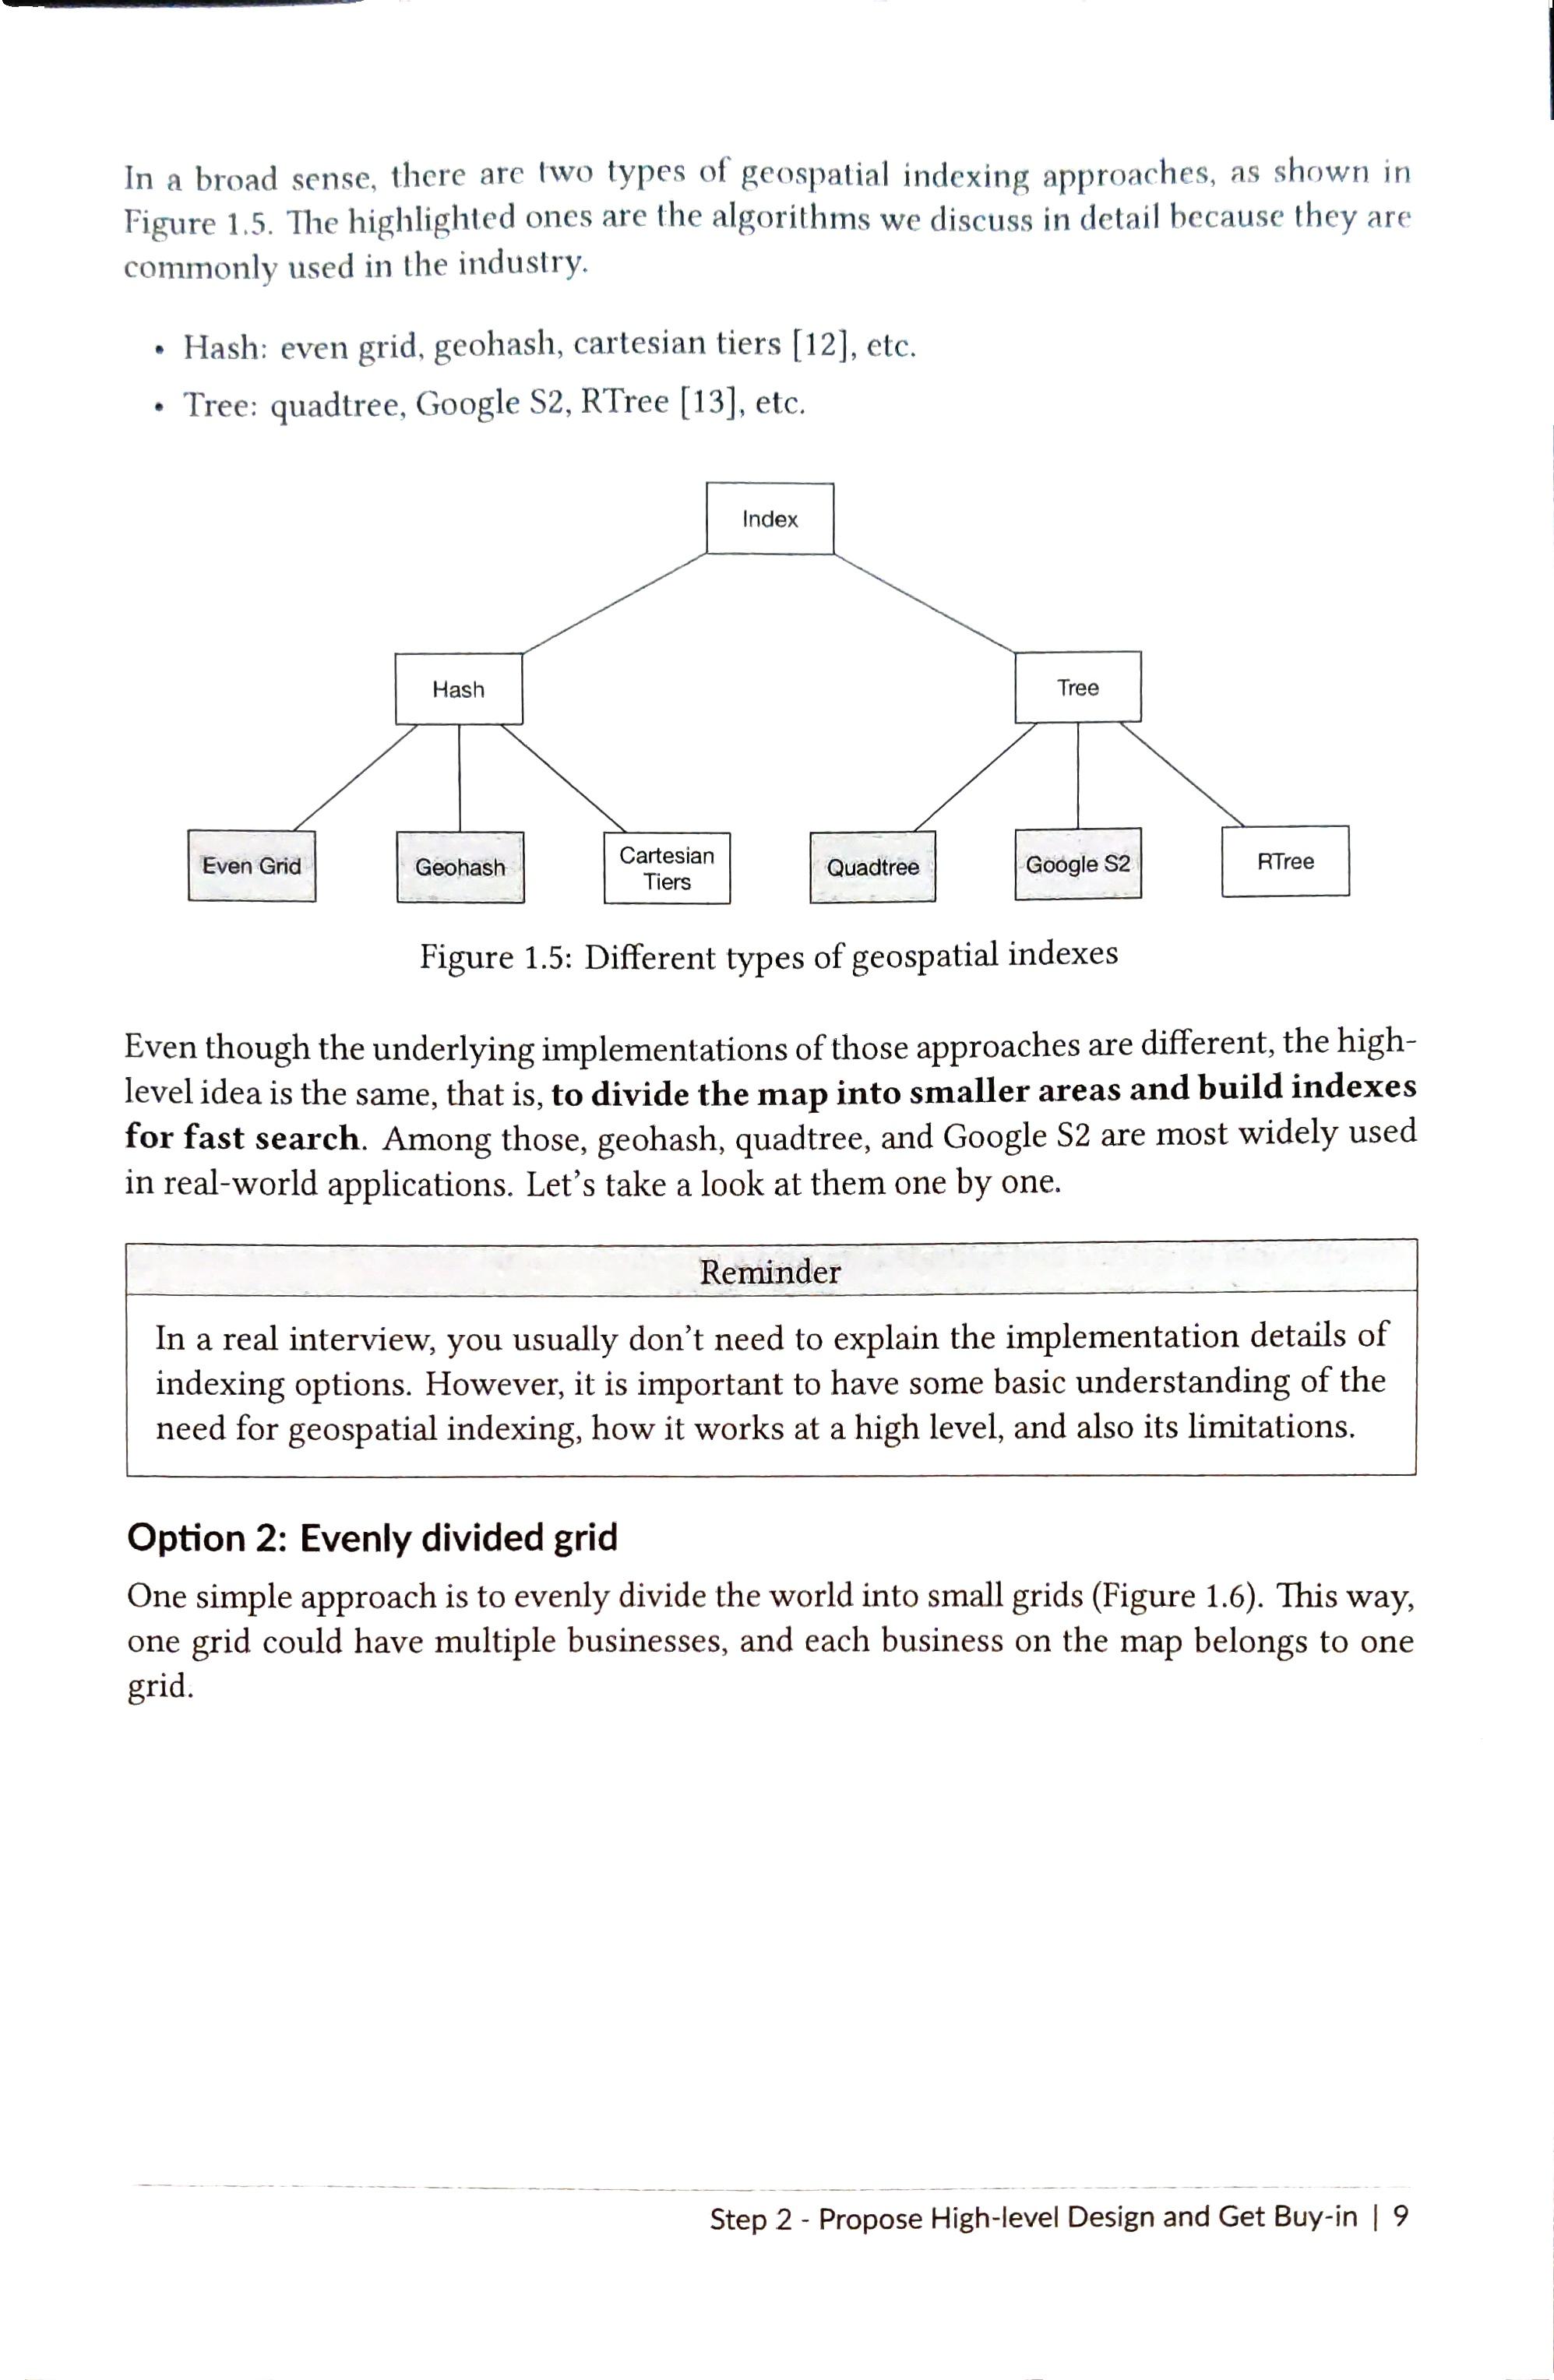 In a broad sense, there are two types of geospatial indexing approaches, as shown in
Figure 1.5. The highlighted ones are the algorithms we discuss in detail because they are
commonly used in the industry.
• Hash: even grid, geohash, cartesian tiers [12], etc.
• Tree: quadtree, Google S2, RTree [13], etc.
Index
Hash
Tree
Even Grid
Geohash
Cartesian
Tiers
Quadtree
Google S2
RTree
Figure 1.5: Different types of geospatial indexes
Even though the underlying implementations of those approaches are different, the high-
level idea is the same, that is, to divide the map into smaller areas and build indexes
for fast search. Among those, geohash, quadtree, and Google S2 are most widely used
in real-world applications. Let's take a look at them one by one.
Reminder
In a real interview, you usually don't need to explain the implementation details of
indexing options. However, it is important to have some basic understanding of the
need for geospatial indexing, how it works at a high level, and also its limitations.
Option 2: Evenly divided grid
One simple approach is to evenly divide the world into small grids (Figure 1.6). This way,
one grid could have multiple businesses, and each business on the map belongs to one
grid.
Step 2 - Propose High-level Design and Get Buy-in | 9